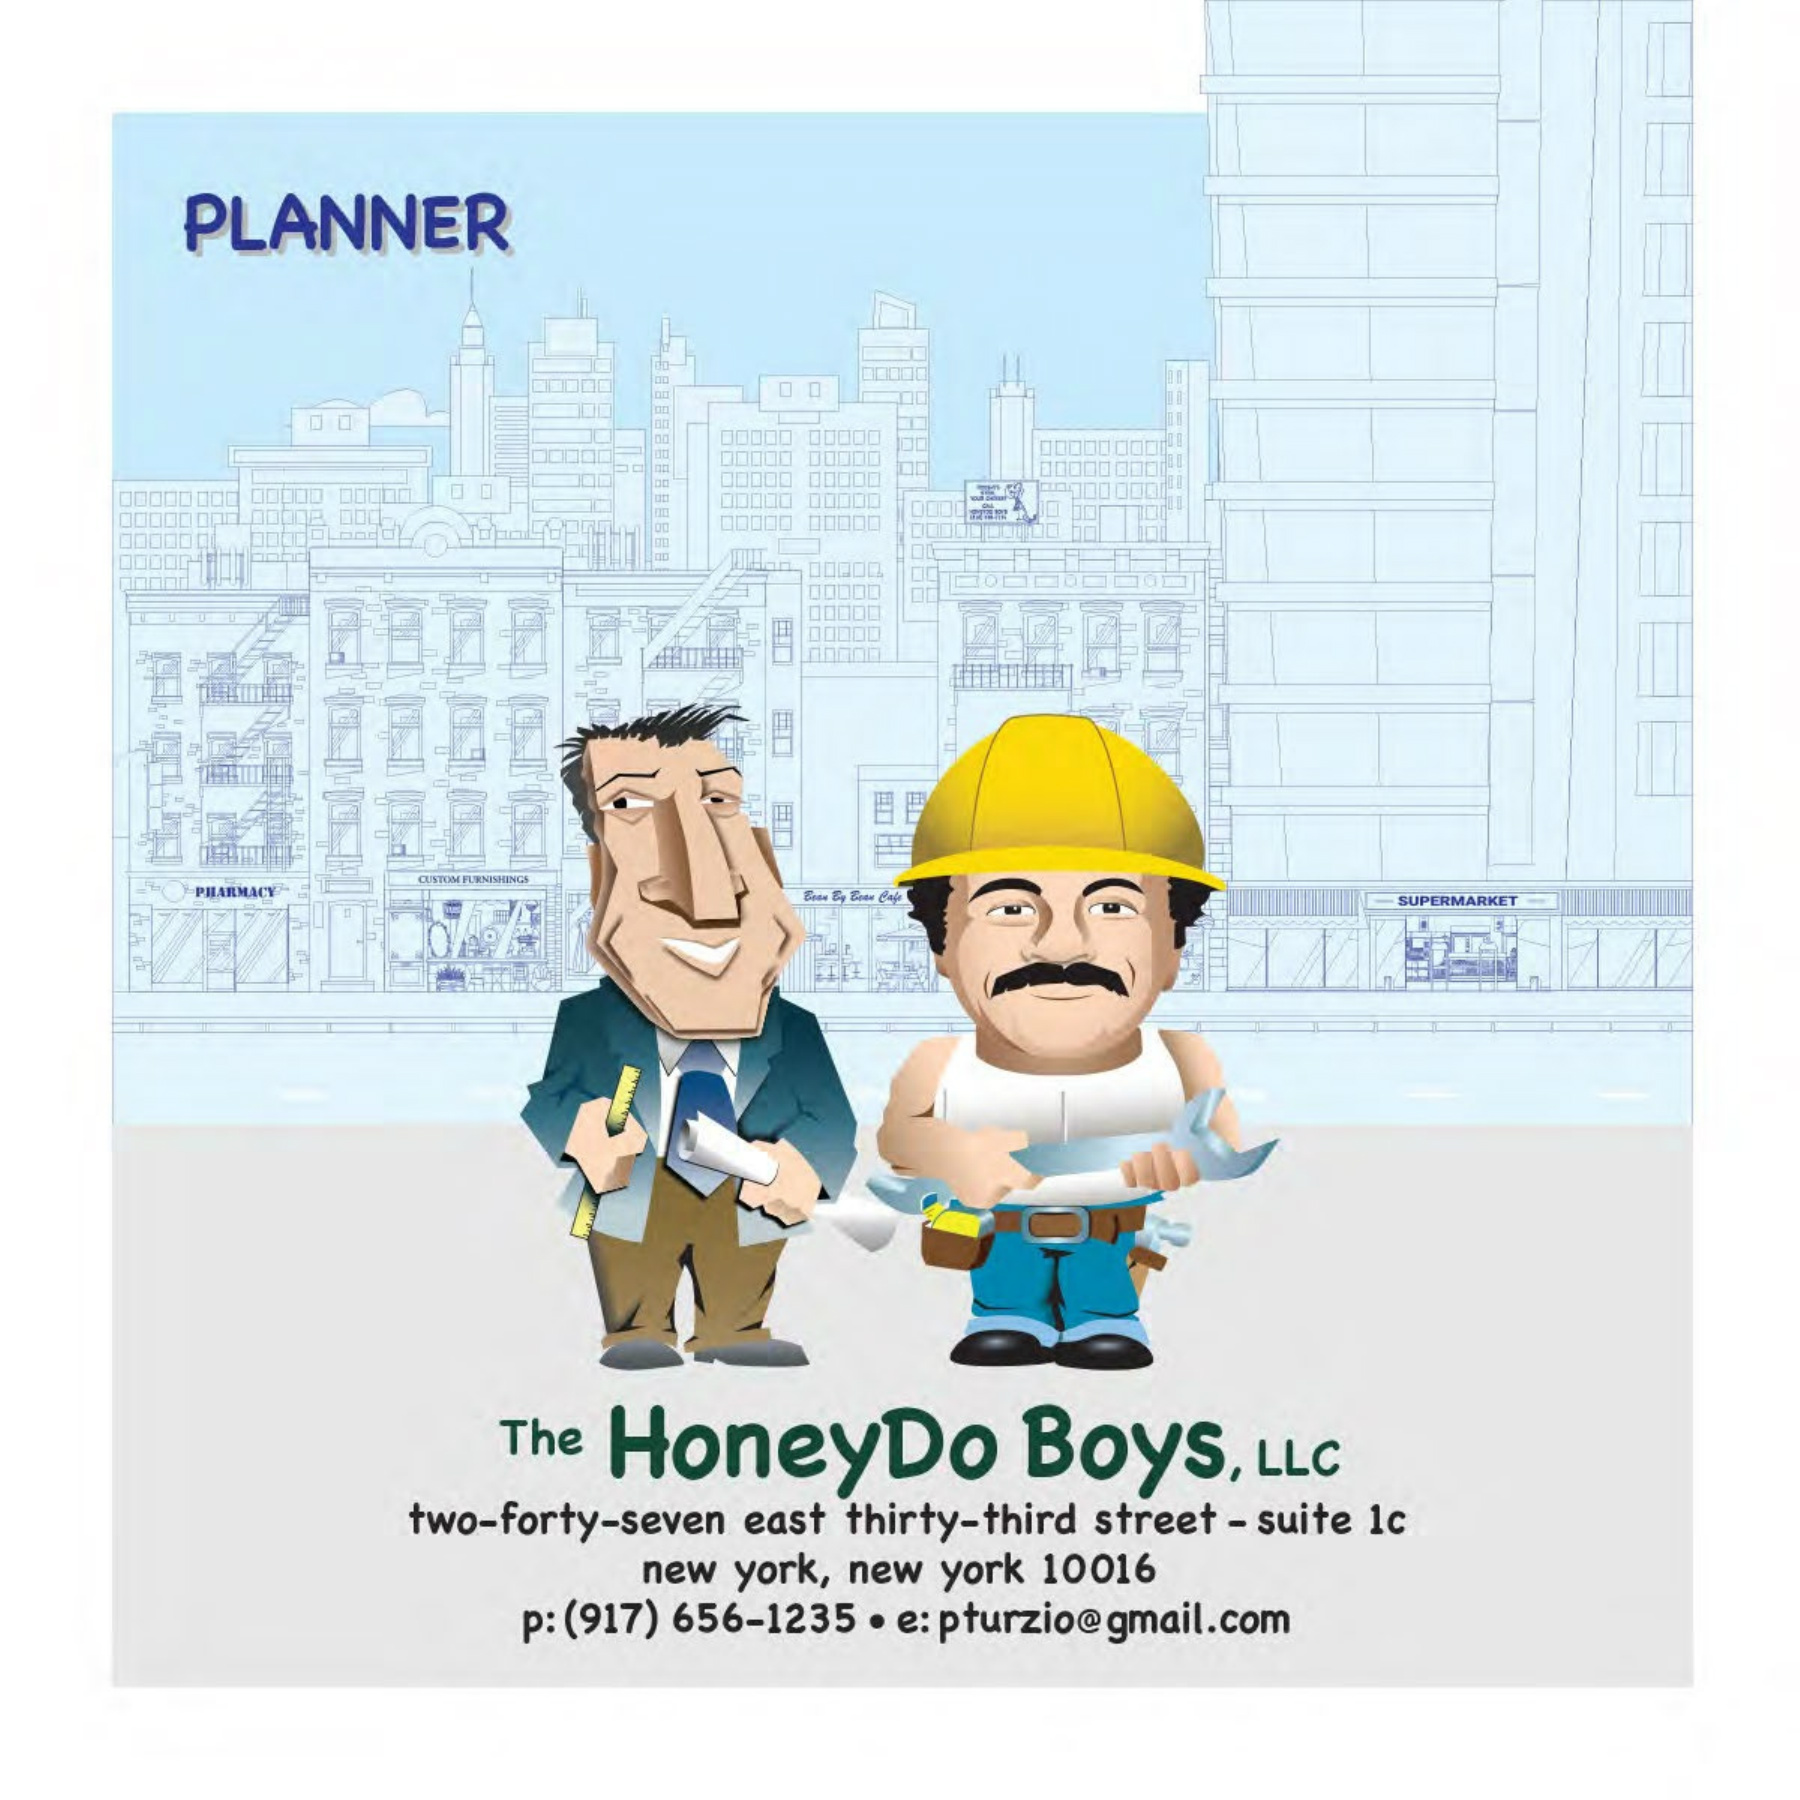 PLANNER
PHARMACY
CUSTOM FURNISHINGS
Bean By Bean Cafe
SUPERMARKET
The HoneyDo Boys, LLC
two-forty-seven east thirty-third street - suite 1c
new york, new york 10016
p: (917) 656-1235 • e: pturzio@gmail.com